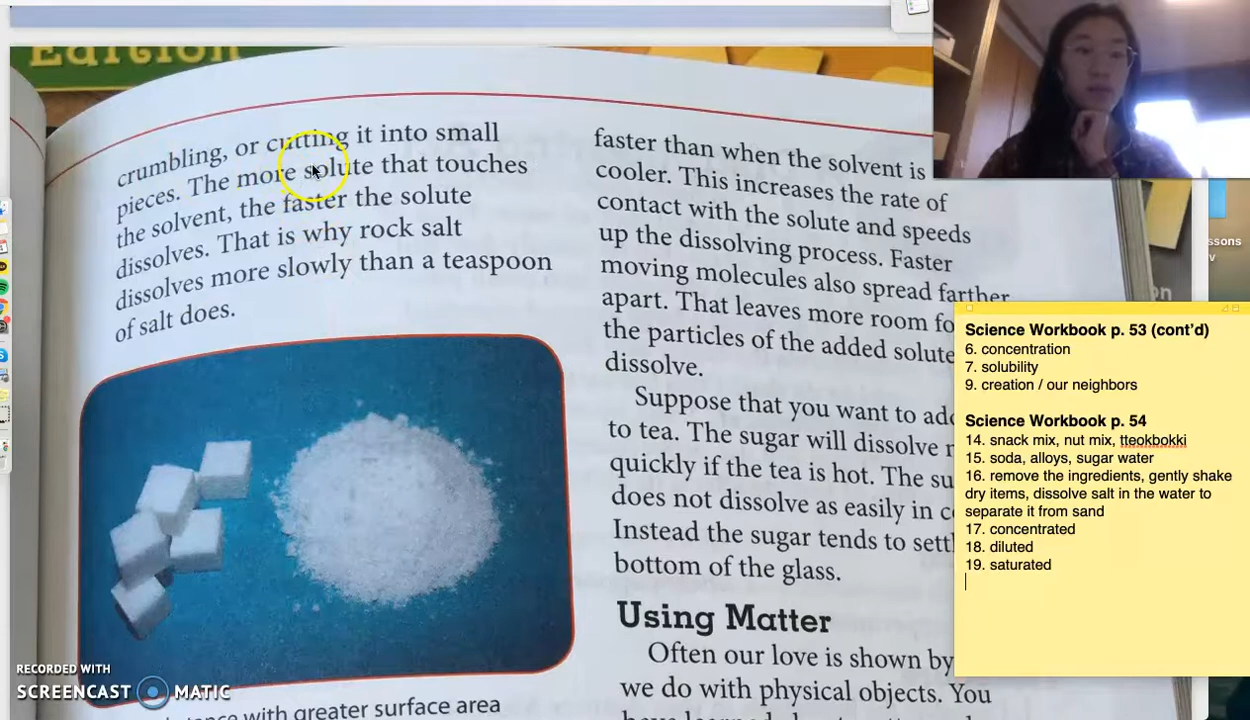 Edition
crumbling, or cutting it into small
pieces. The more solute that touches
the solvent, the faster the solute
dissolves. That is why rock salt
dissolves more slowly than a teaspoon
of salt does.
with greater surface area
faster than when the solvent is
cooler. This increases the rate of
contact with the solute and speeds
up the dissolving process. Faster
moving molecules also spread farther
apart. That leaves more room
the particles of the added solute
dissolve.
Suppose that you want to
to tea. The sugar will dissolve
quickly if the tea is hot. The
does not dissolve as easily in
Instead the sugar tends to
bottom of the glass.
Using Matter
Often our love is shown by
we do with physical objects. You
Science Workbook p. 53 (cont'd)
6. concentration
7. solubility
9. creation / our neighbors
Science Workbook p. 54
14. snack mix, nut mix, tteokbokki
15. soda, alloys, sugar water
16. remove the ingredients, gently shake
dry items, dissolve salt in the water to
separate it from sand
17. concentrated
18. diluted
19. saturated
RECORDED WITH
SCREENCAST MATIC